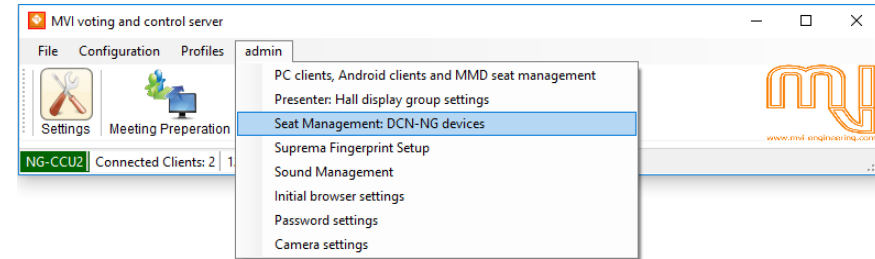 MVI voting and control server
File Configuration Profiles admin
PC clients, Android clients and MMD seat management
Presenter: Hall display group settings
Seat Management: DCN-NG devices
Suprema Fingerprint Setup
Sound Management
Initial browser settings
Password settings
Camera settings
Settings Meeting Preperation
www.mvi-engineering.com
NG-CCU2 Connected Clients: 2